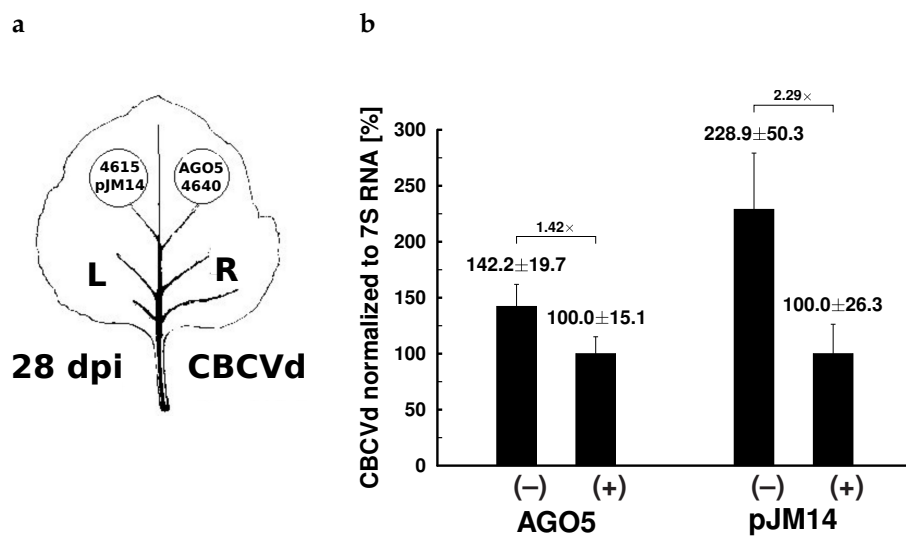 a
4615
pJM14
AGO5
4640
L
R
28 dpi
CBCVd
b
CBCVd normalized to 7S RNA [%]
300
250
200
150
100
50
0
1.42×
142.2±19.7
100.0±15.1
2.29×
228.9±50.3
100.0±26.3
(−) (+) (−) (+)
AGO5 pJM14